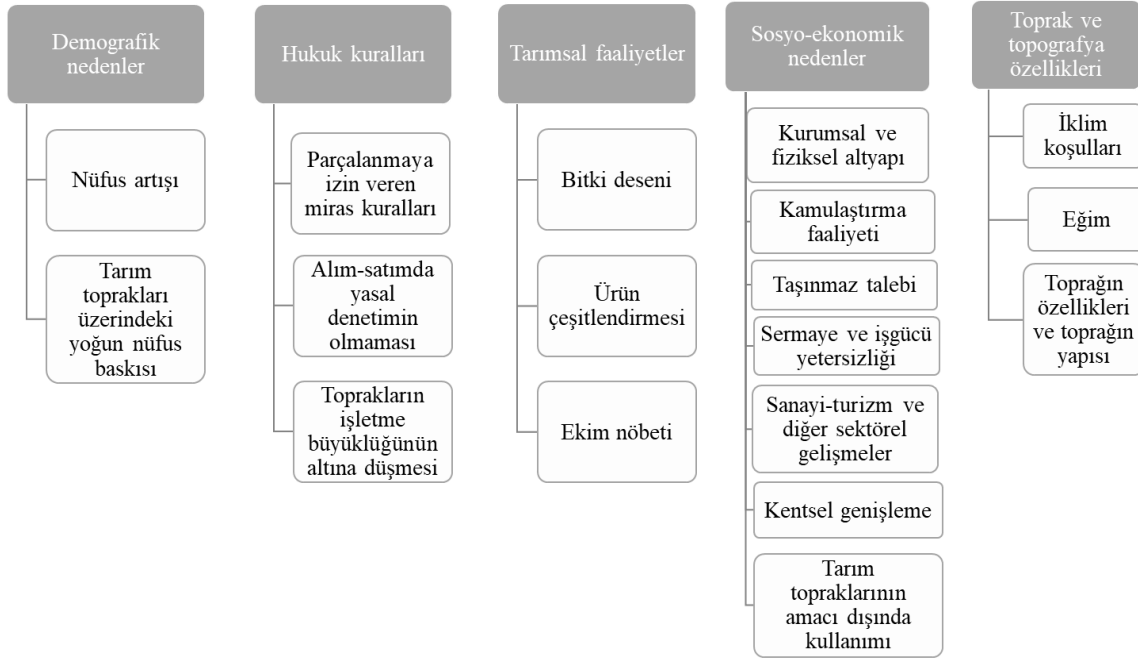 Demografik
nedenler
Nüfus artışı
Tarım
toprakları
üzerindeki
yoğun nüfus
baskısı
Hukuk kuralları
Parçalanmaya
izin veren
miras kuralları
Alım-satımda
yasal
denetimin
olmaması
Toprakların
işletme
büyüklüğünün
altına düşmesi
Tarımsal faaliyetler
Bitki deseni
Ürün
çeşitlendirmesi
Ekim nöbeti
Sosyo-ekonomik
nedenler
Kurumsal ve
fiziksel altyapı
Kamulaştırma
faaliyeti
Taşınmaz talebi
Sermaye ve işgücü
yetersizliği
Sanayi-turizm ve
diğer sektörel
gelişmeler
Kentsel genişleme
Tarım
topraklarının
amacı dışında
kullanımı
Toprak ve
topografya
özellikleri
İklim
koşulları
Eğim
Toprağın
özellikleri
ve toprağın
yapısı